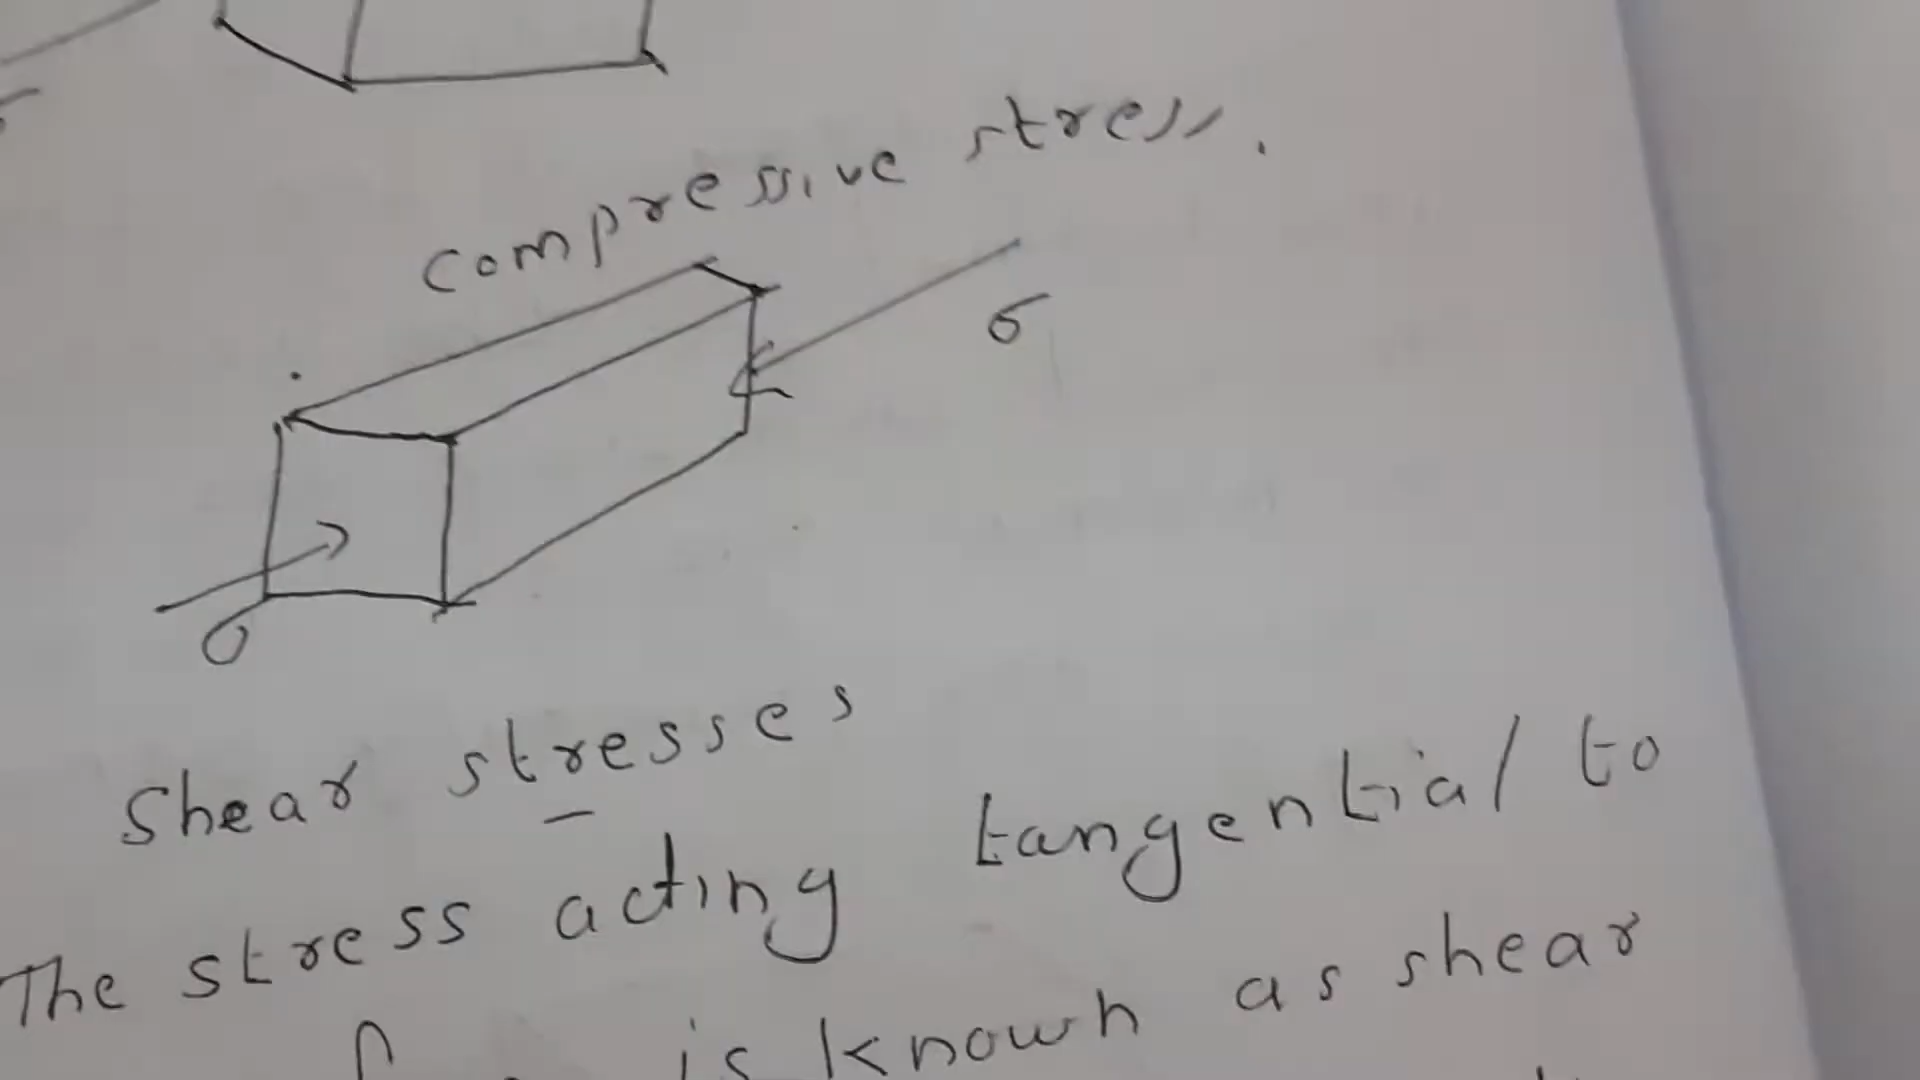 compressive stress.
σ
σ
Shear stresses
The stress acting tangential to
is known as shear